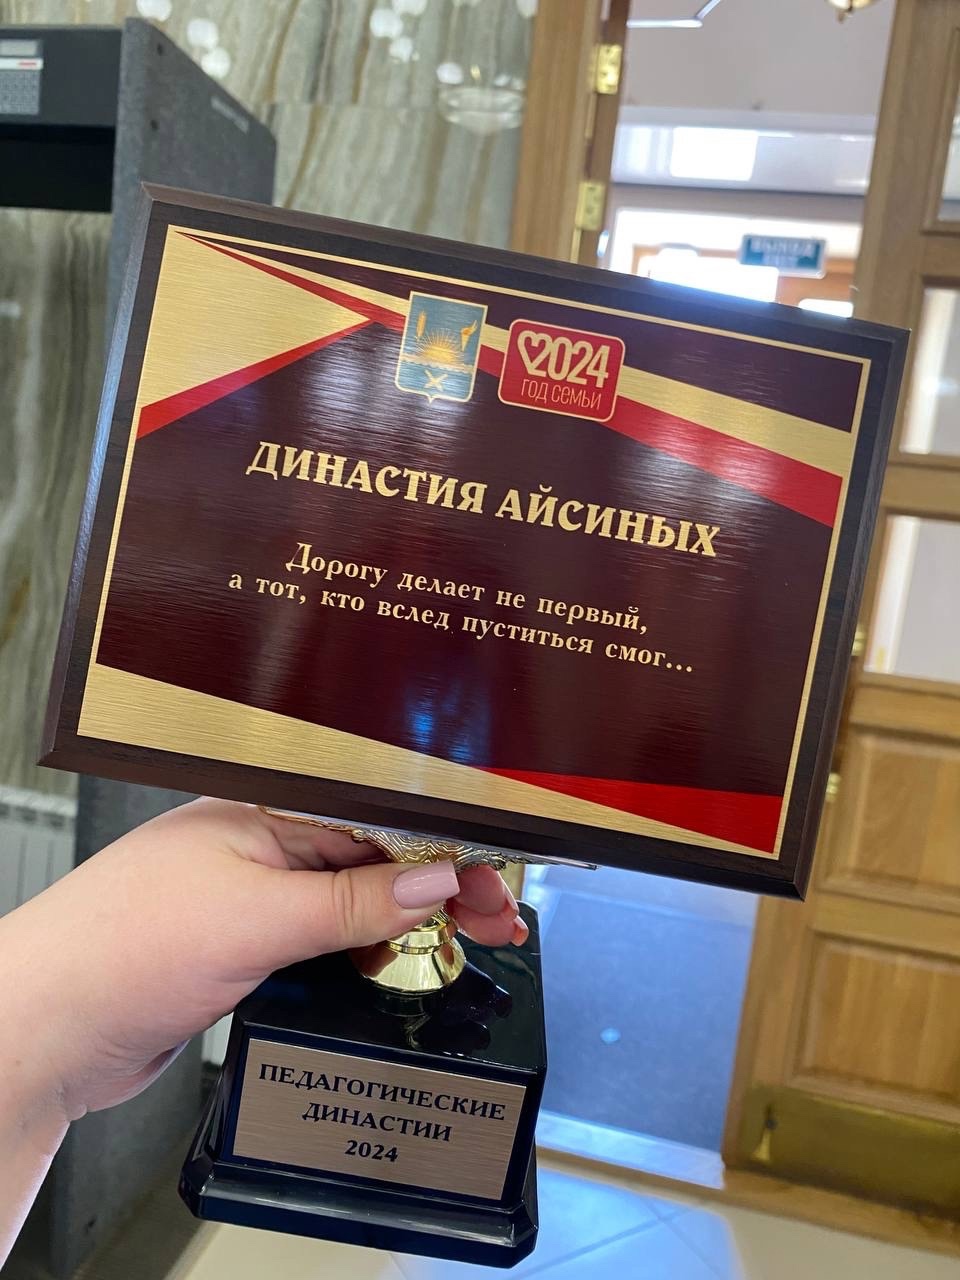 2024
ГОД СЕМЬИ
ДИНАСТИЯ АЙСИНЫХ
Дорогу делает не первый,
а тот, кто вслед пуститься смог...
ПЕДАГОГИЧЕСКИЕ
ДИНАСТИИ
2024